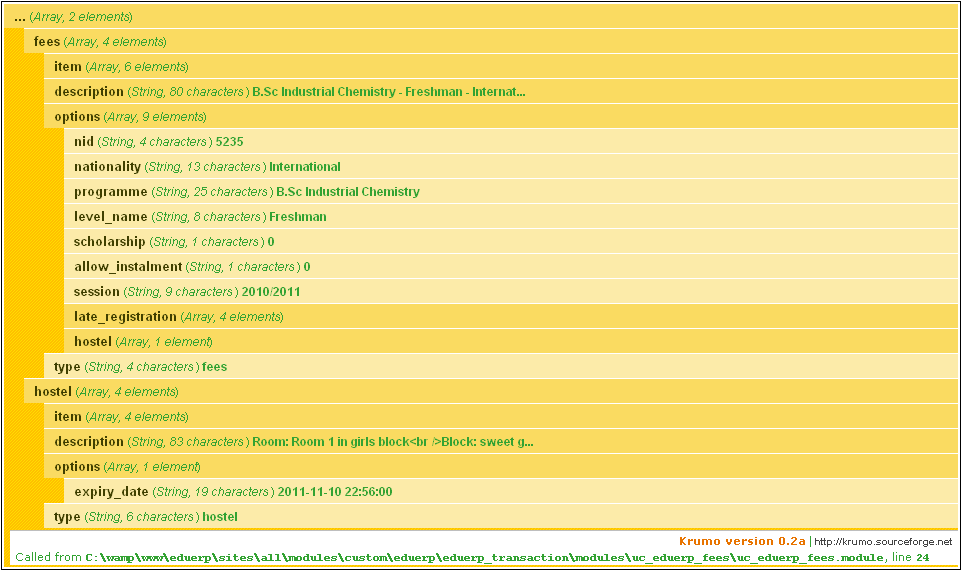 ... (Array, 2 elements)
fees (Array, 4 elements)
item (Array, 6 elements)
description (String, 80 characters ) B.Sc Industrial Chemistry - Freshman - Internat...
options (Array, 9 elements)
nid (String, 4 characters ) 5235
nationality (String, 13 characters ) International
programme (String, 25 characters ) B.Sc Industrial Chemistry
level_name (String, 8 characters ) Freshman
scholarship (String, 1 characters ) 0
allow_instalment (String, 1 characters ) 0
session (String, 9 characters ) 2010/2011
late_registration (Array, 4 elements)
hostel (Array, 1 element)
type (String, 4 characters ) fees
hostel (Array, 4 elements)
item (Array, 4 elements)
description (String, 83 characters ) Room: Room 1 in girls block<br />Block: sweet g...
options (Array, 1 element)
expiry_date (String, 19 characters ) 2011-11-10 22:56:00
type (String, 6 characters ) hostel
Krumo version 0.2a | http://krumo.sourceforge.net
Called from C:\wamp\www\eduerp\sites\all\modules\custom\eduerp\eduerp_transaction\modules\uc_eduerp_fees\uc_eduerp_fees.module, line 24